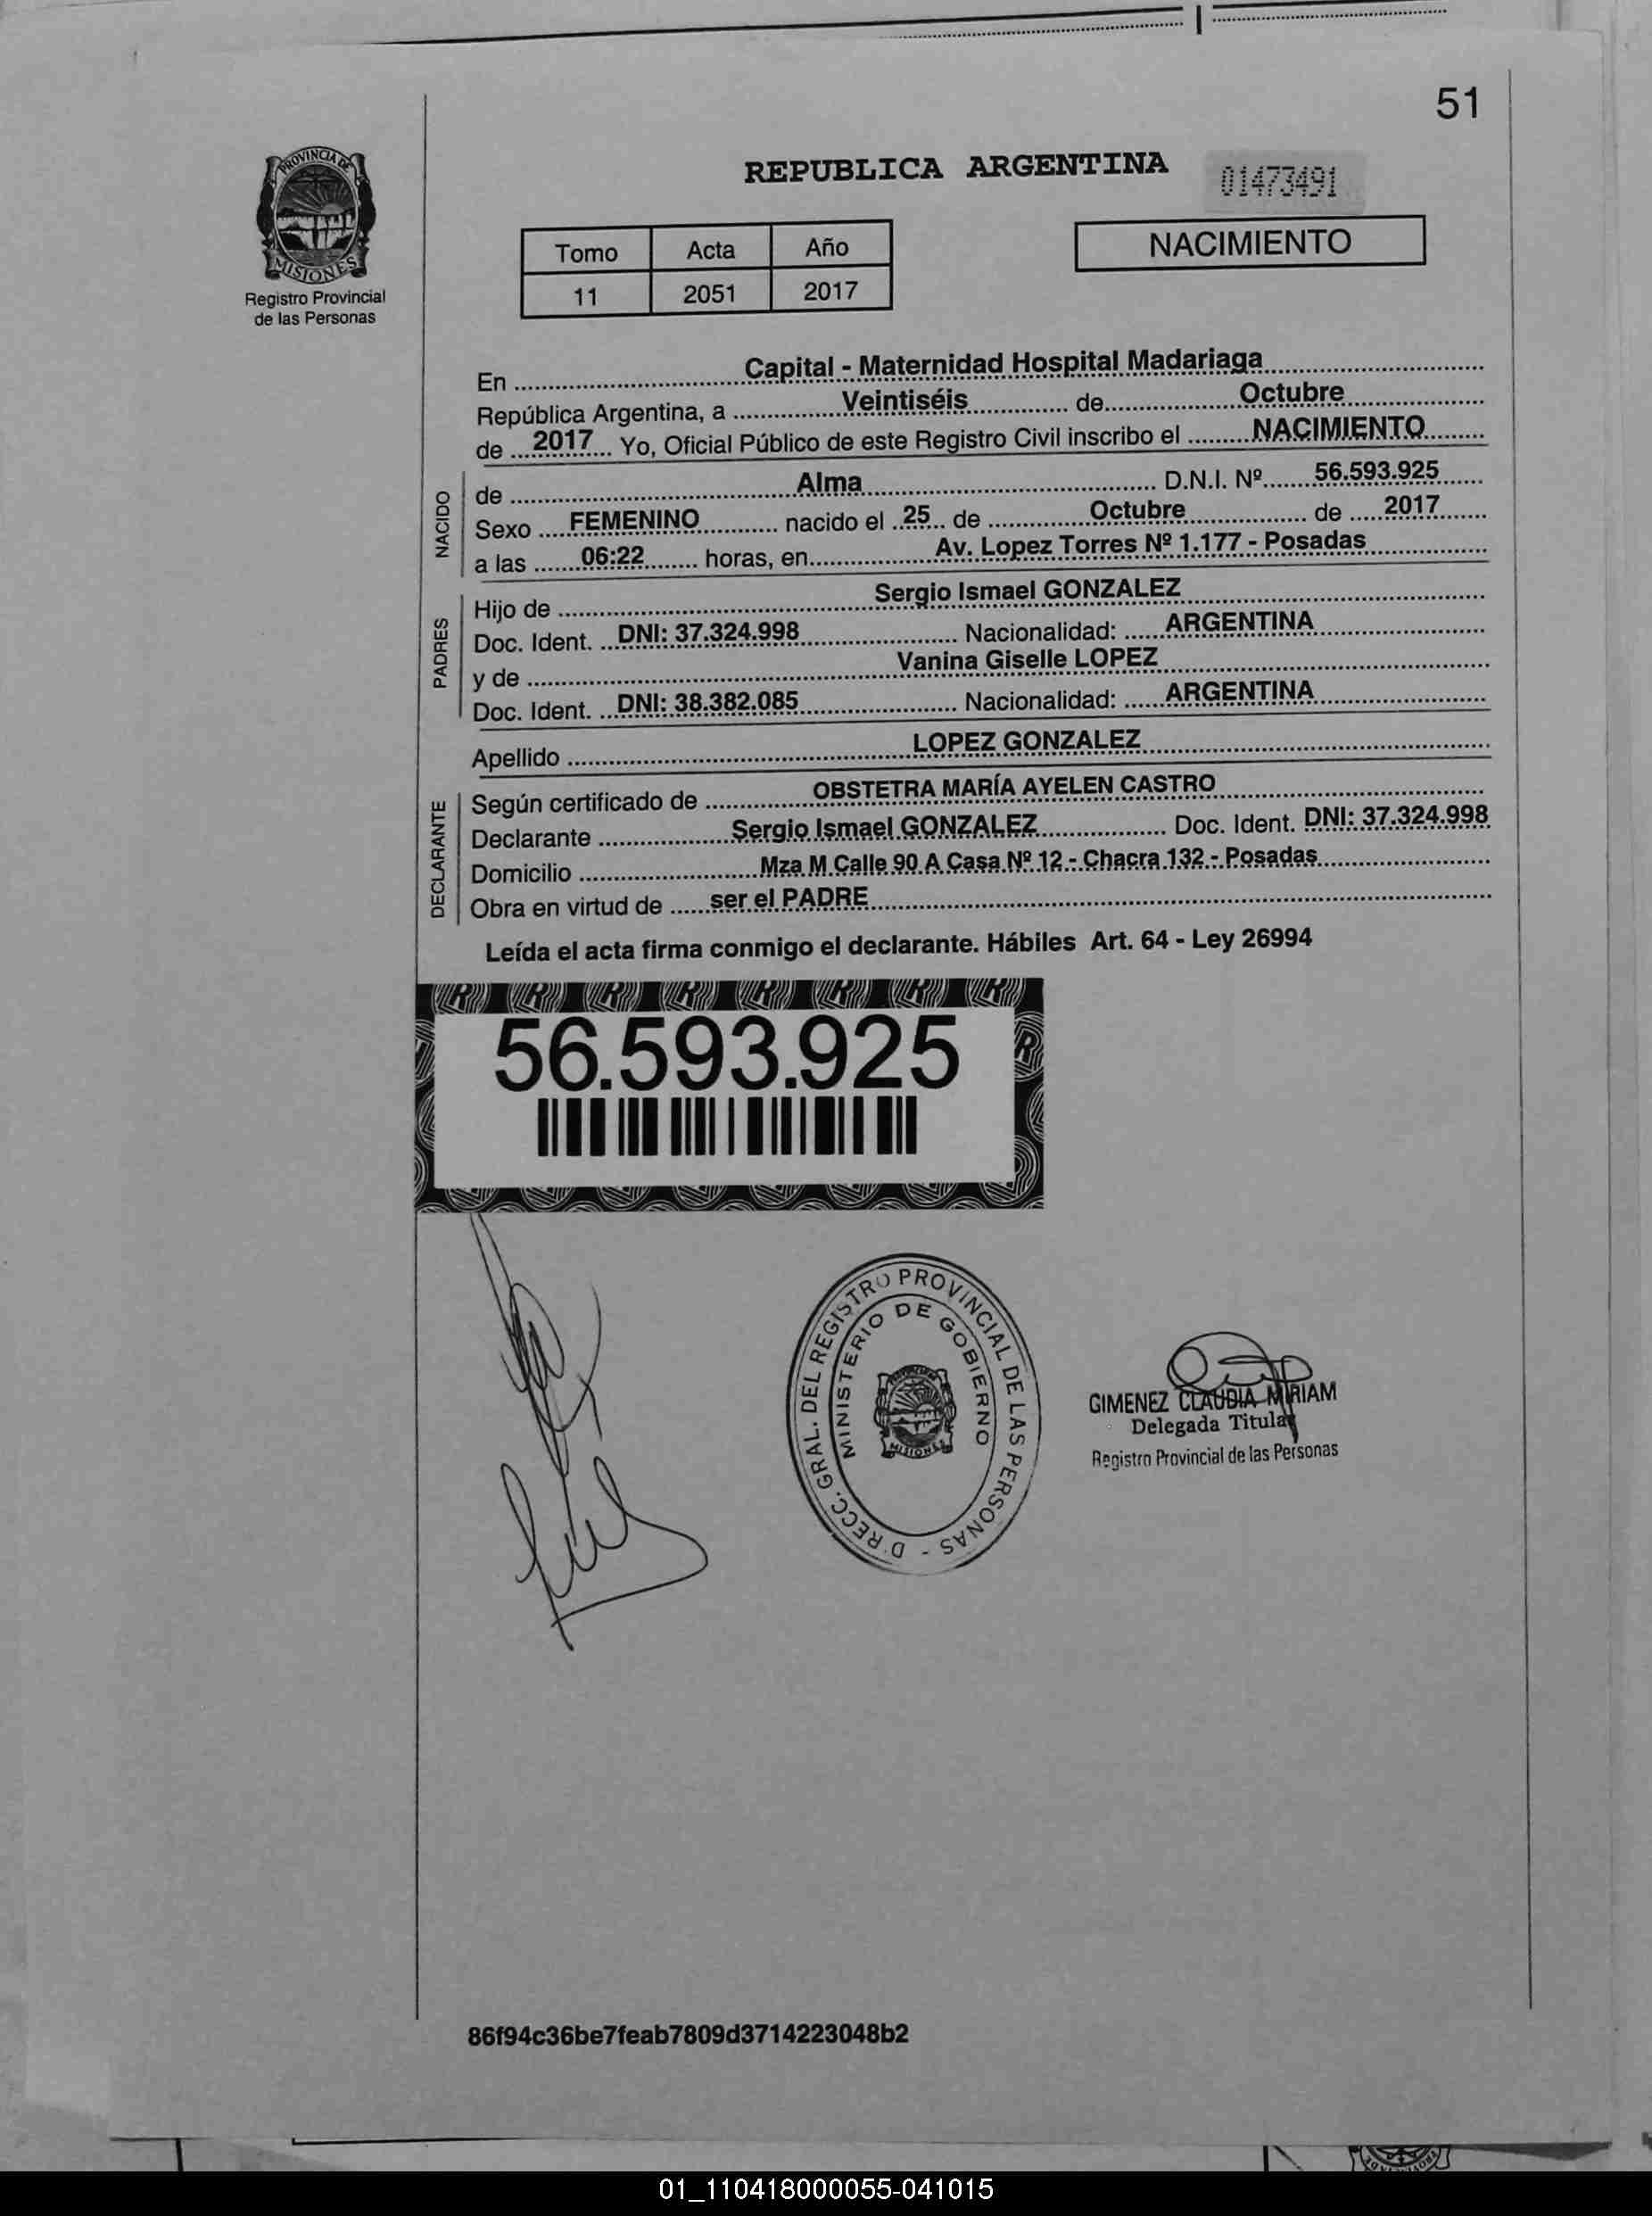 51
PROVINCIA DE
MISIONES
Registro Provincial
de las Personas
REPUBLICA ARGENTINA
01473491
Tomo Acta Año
11 2051 2017
NACIMIENTO
En Capital - Maternidad Hospital Madariaga
República Argentina, a Veintiséis de Octubre
de 2017 Yo, Oficial Público de este Registro Civil inscribo el NACIMIENTO
NACIDO
de Alma D.N.I. Nº 56.593.925
Sexo FEMENINO nacido el 25 de Octubre de 2017
a las 06:22 horas, en Av. Lopez Torres Nº 1.177 - Posadas
PADRES
Hijo de Sergio Ismael GONZALEZ
Doc. Ident. DNI: 37.324.998 Nacionalidad: ARGENTINA
y de Vanina Giselle LOPEZ
Doc. Ident. DNI: 38.382.085 Nacionalidad: ARGENTINA
Apellido LOPEZ GONZALEZ
DECLARANTE
Según certificado de OBSTETRA MARÍA AYELEN CASTRO
Declarante Sergio Ismael GONZALEZ Doc. Ident. DNI: 37.324.998
Domicilio Mza M Calle 90 A Casa Nº 12 - Chacra 132 - Posadas
Obra en virtud de ser el PADRE
Leída el acta firma conmigo el declarante. Hábiles Art. 64 - Ley 26994
56.593.925
D RECC. GRAL. DEL REGISTRO PROVINCIAL DE LAS PERSONAS -
MINISTERIO DE GOBIERNO
MISIONES
GIMENEZ CLAUDIA MIRIAM
Delegada Titular
Registro Provincial de las Personas
86f94c36be7feab7809d3714223048b2
01_110418000055-041015